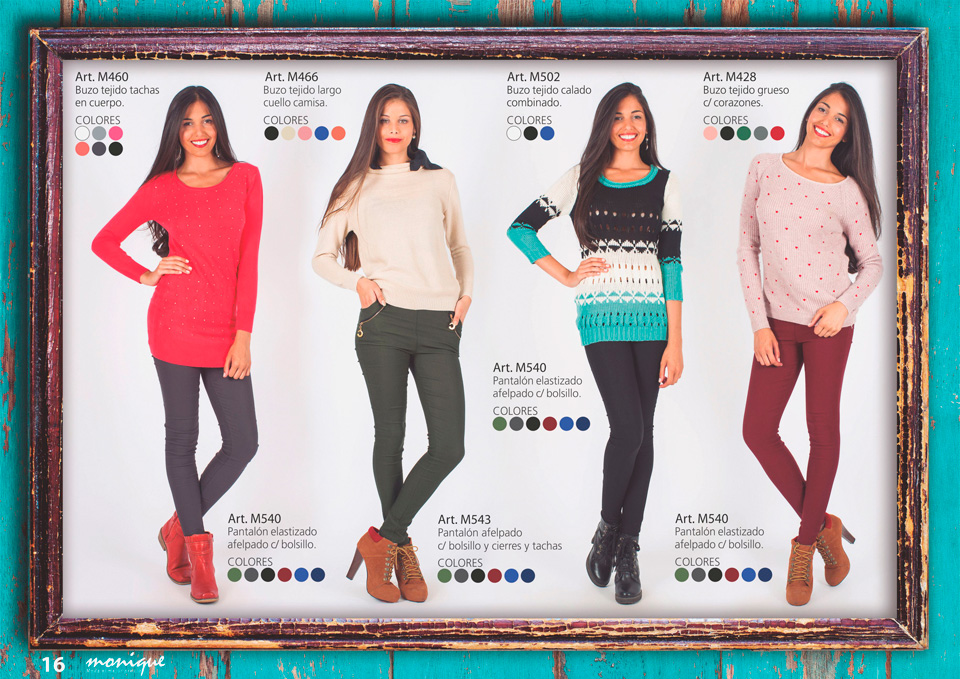 Art. M460
Buzo tejido tachas
en cuerpo.
COLORES
Art. M466
Buzo tejido largo
cuello camisa.
COLORES
Art. M502
Buzo tejido calado
combinado.
COLORES
Art. M428
Buzo tejido grueso
c/ corazones.
COLORES
Art. M540
Pantalón elastizado
afelpado c/ bolsillo.
COLORES
Art. M540
Pantalón elastizado
afelpado c/ bolsillo.
COLORES
Art. M543
Pantalón afelpado
c/ bolsillo y cierres y tachas
COLORES
Art. M540
Pantalón elastizado
afelpado c/ bolsillo.
COLORES
16 monique